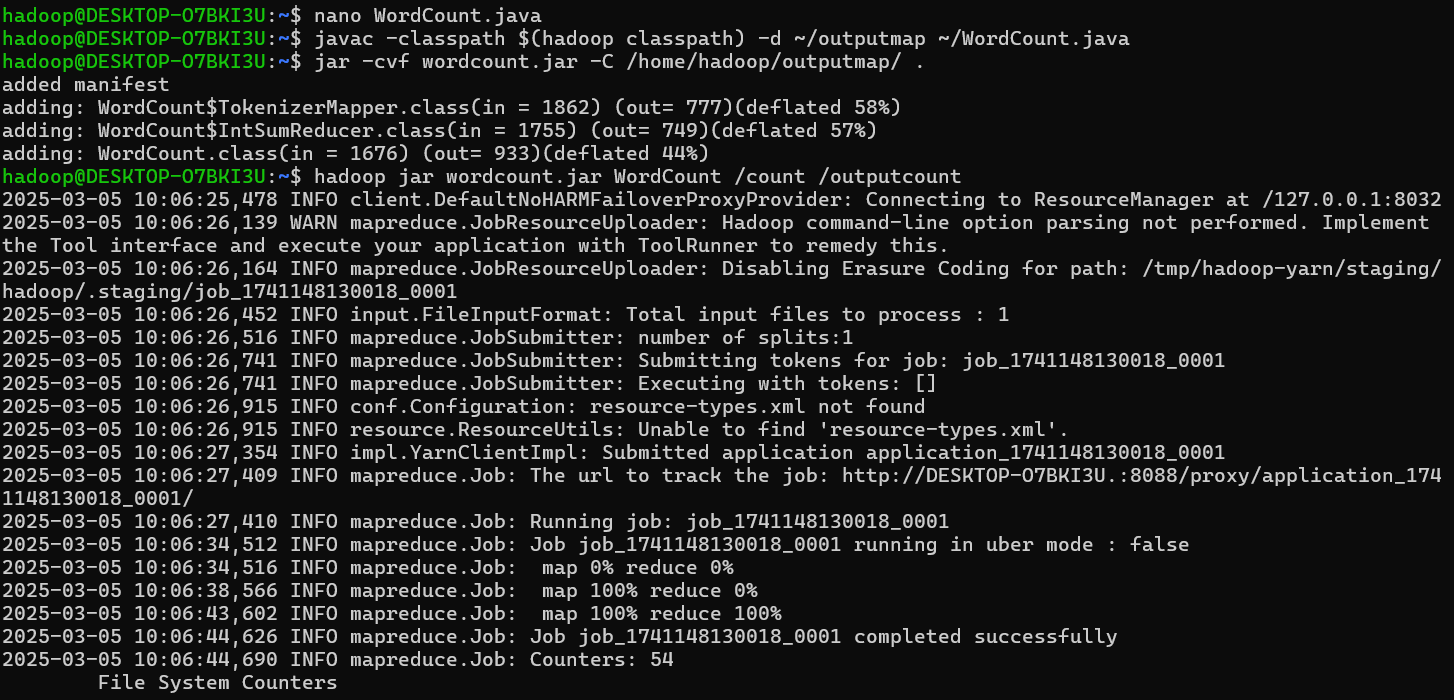 hadoop@DESKTOP-O7BKI3U:~$ nano WordCount.java
hadoop@DESKTOP-O7BKI3U:~$ javac -classpath $(hadoop classpath) -d ~/outputmap ~/WordCount.java
hadoop@DESKTOP-O7BKI3U:~$ jar -cvf wordcount.jar -C /home/hadoop/outputmap/ .
added manifest
adding: WordCount$TokenizerMapper.class(in = 1862) (out= 777)(deflated 58%)
adding: WordCount$IntSumReducer.class(in = 1755) (out= 749)(deflated 57%)
adding: WordCount.class(in = 1676) (out= 933)(deflated 44%)
hadoop@DESKTOP-O7BKI3U:~$ hadoop jar wordcount.jar WordCount /count /outputcount
2025-03-05 10:06:25,478 INFO client.DefaultNoHARMFailoverProxyProvider: Connecting to ResourceManager at /127.0.0.1:8032
2025-03-05 10:06:26,139 WARN mapreduce.JobResourceUploader: Hadoop command-line option parsing not performed. Implement
the Tool interface and execute your application with ToolRunner to remedy this.
2025-03-05 10:06:26,164 INFO mapreduce.JobResourceUploader: Disabling Erasure Coding for path: /tmp/hadoop-yarn/staging/
hadoop/.staging/job_1741148130018_0001
2025-03-05 10:06:26,452 INFO input.FileInputFormat: Total input files to process : 1
2025-03-05 10:06:26,516 INFO mapreduce.JobSubmitter: number of splits:1
2025-03-05 10:06:26,741 INFO mapreduce.JobSubmitter: Submitting tokens for job: job_1741148130018_0001
2025-03-05 10:06:26,741 INFO mapreduce.JobSubmitter: Executing with tokens: []
2025-03-05 10:06:26,915 INFO conf.Configuration: resource-types.xml not found
2025-03-05 10:06:26,915 INFO resource.ResourceUtils: Unable to find 'resource-types.xml'.
2025-03-05 10:06:27,354 INFO impl.YarnClientImpl: Submitted application application_1741148130018_0001
2025-03-05 10:06:27,409 INFO mapreduce.Job: The url to track the job: http://DESKTOP-O7BKI3U.:8088/proxy/application_174
1148130018_0001/
2025-03-05 10:06:27,410 INFO mapreduce.Job: Running job: job_1741148130018_0001
2025-03-05 10:06:34,512 INFO mapreduce.Job: Job job_1741148130018_0001 running in uber mode : false
2025-03-05 10:06:34,516 INFO mapreduce.Job:  map 0% reduce 0%
2025-03-05 10:06:38,566 INFO mapreduce.Job:  map 100% reduce 0%
2025-03-05 10:06:43,602 INFO mapreduce.Job:  map 100% reduce 100%
2025-03-05 10:06:44,626 INFO mapreduce.Job: Job job_1741148130018_0001 completed successfully
2025-03-05 10:06:44,690 INFO mapreduce.Job: Counters: 54
        File System Counters